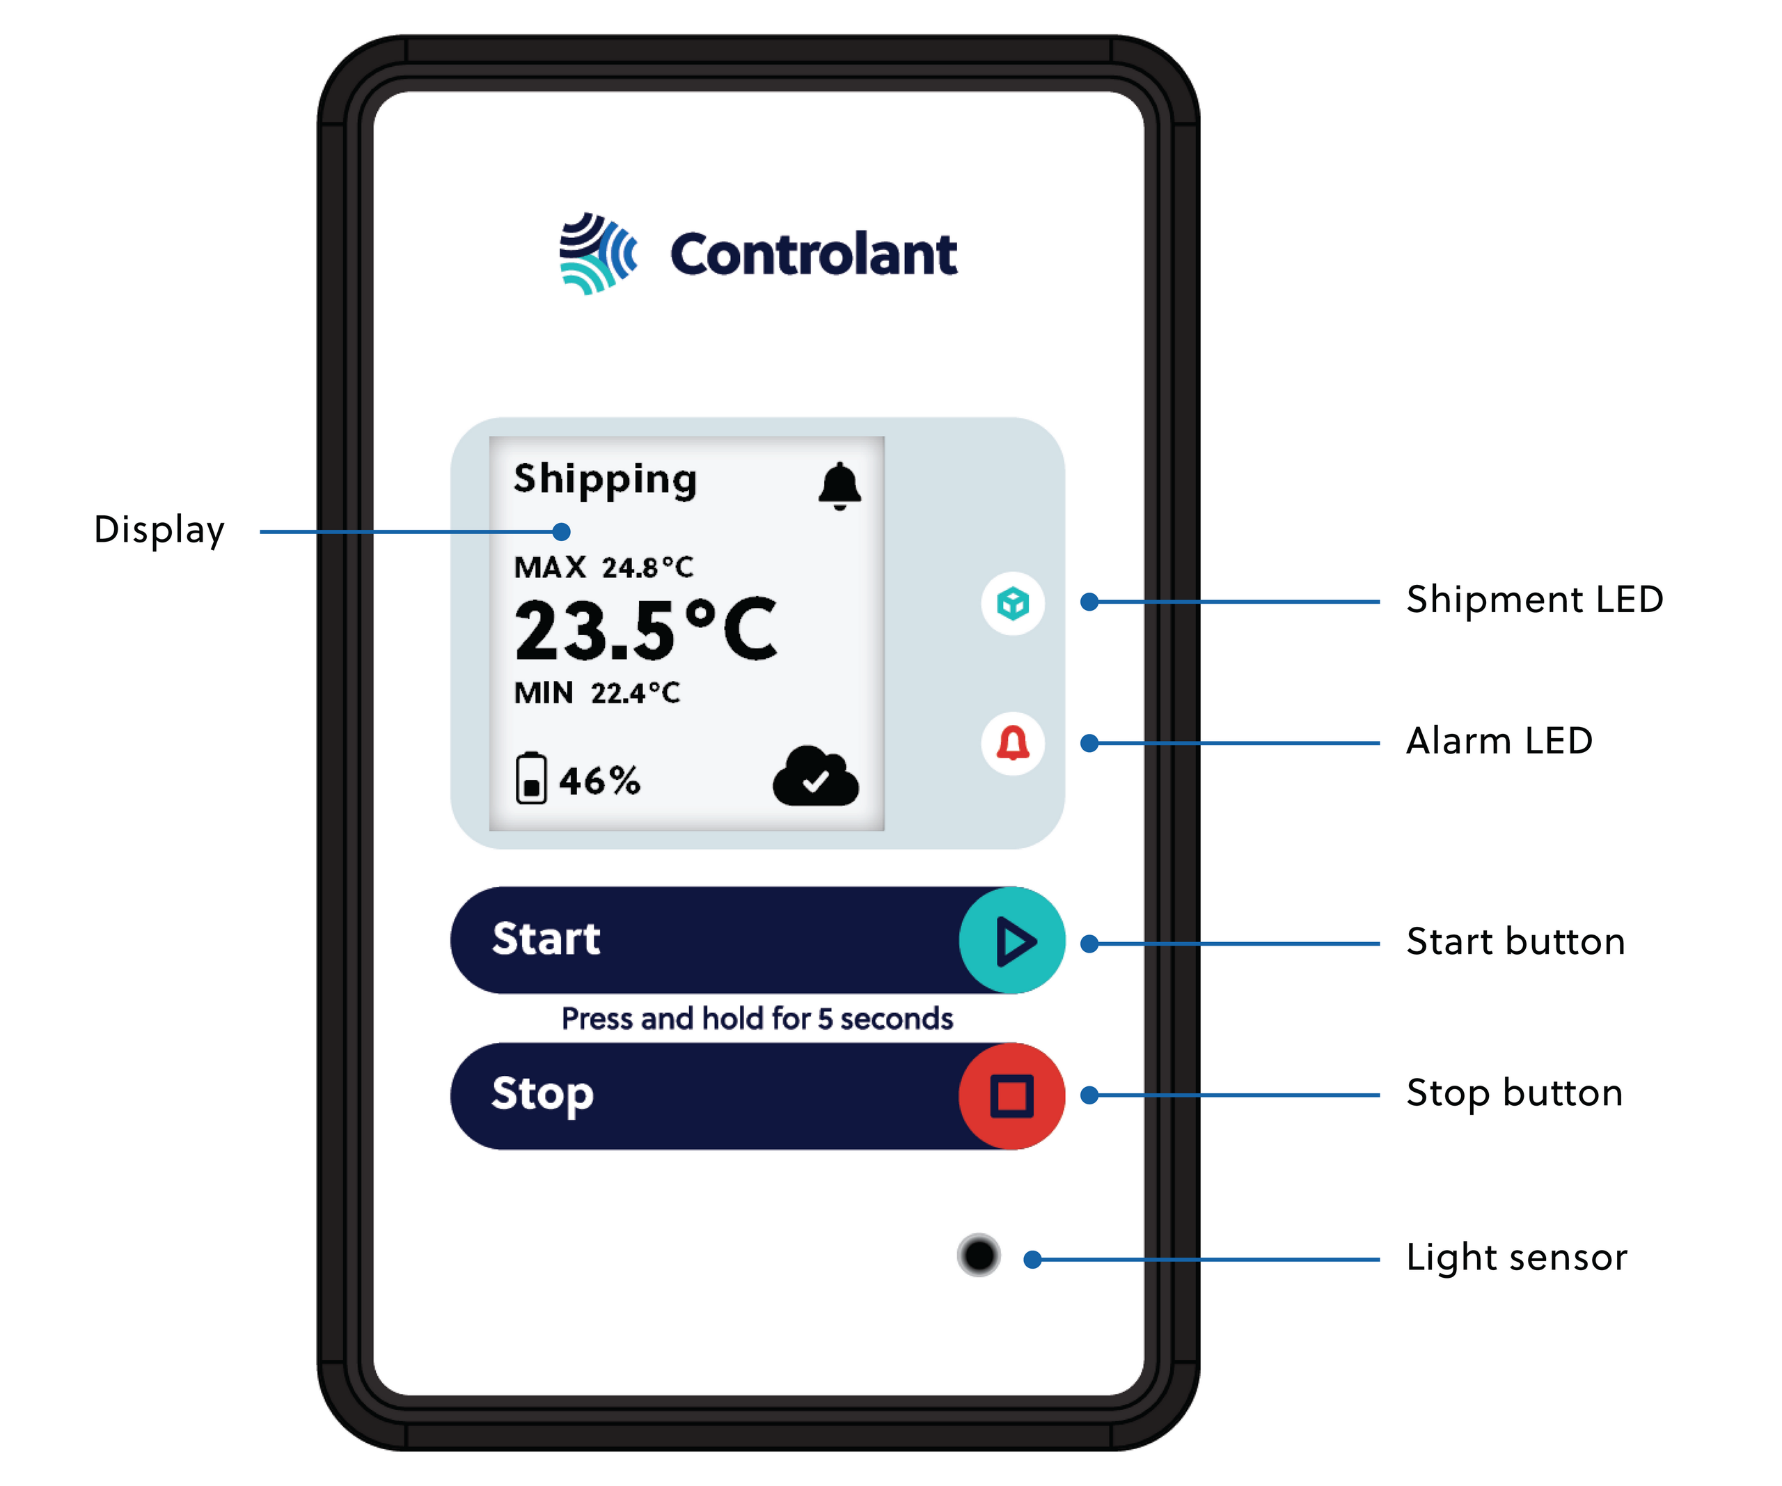 Controlant
Shipping
Display
MAX 24.8°C
23.5°C
MIN 22.4°C
46%
Shipment LED
Alarm LED
Start
Start button
Press and hold for 5 seconds
Stop
Stop button
Light sensor